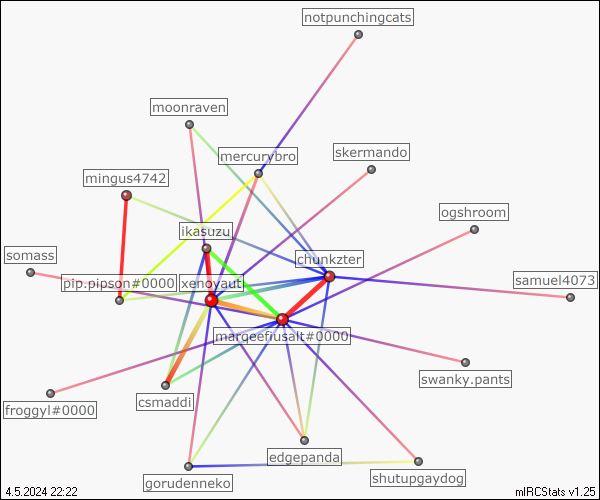 notpunchingcats
moonraven
mercurybro
skermando
mingus4742
ogshroom
ikasuzu
somass
chunkzter
pip.pipson#0000
xenoyaut
samuel4073
marqeefiusalt#0000
swanky.pants
froggyl#0000
csmaddi
edgepanda
gorudenneko
shutupgaydog
4.5.2024 22:22
mIRCStats v1.25